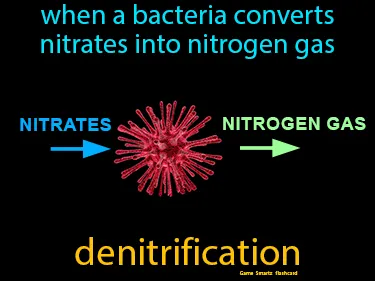 when a bacteria converts
nitrates into nitrogen gas
NITRATES
NITROGEN GAS
denitrification
Game Smartz flashcard